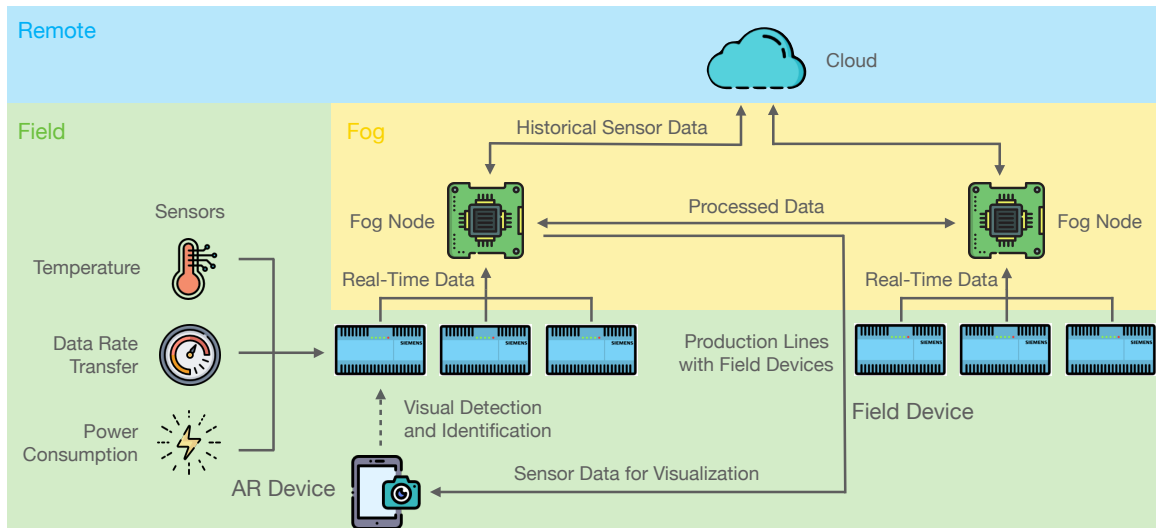 Remote
Cloud
Field
Fog
Historical Sensor Data
Sensors
Fog Node
Processed Data
Fog Node
Temperature
Real-Time Data
Real-Time Data
SIEMENS
SIEMENS
SIEMENS
SIEMENS
SIEMENS
SIEMENS
Data Rate
Transfer
Production Lines
with Field Devices
Visual Detection
and Identification
Field Device
Power
Consumption
Sensor Data for Visualization
AR Device